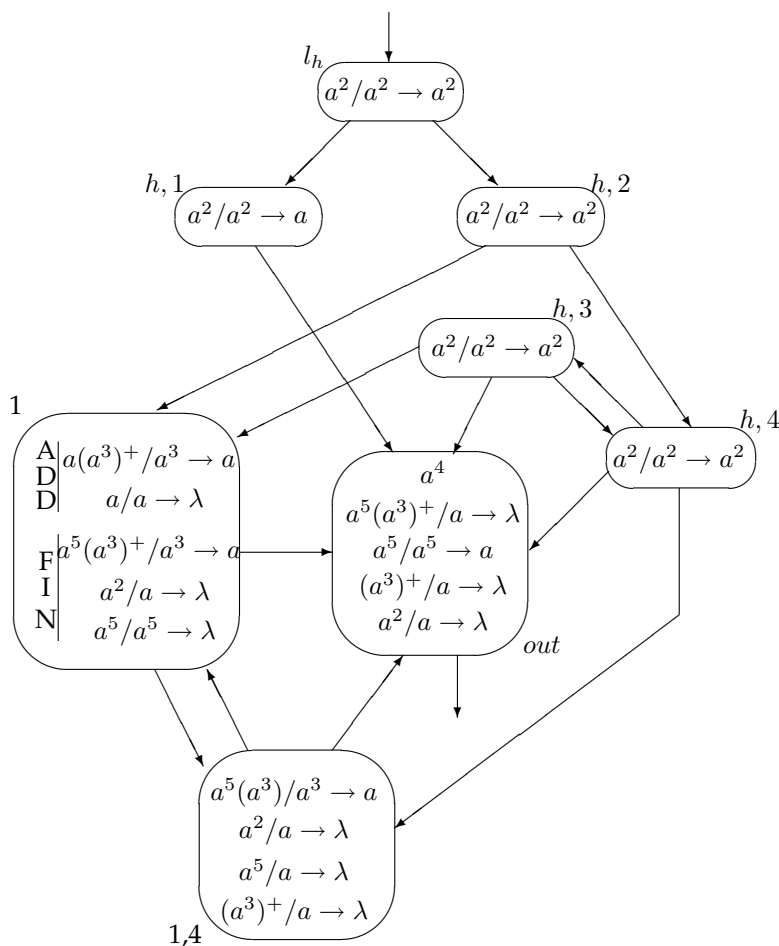 l_h
a^2/a^2 → a^2
h, 1
a^2/a^2 → a
h, 2
a^2/a^2 → a^2
h, 3
a^2/a^2 → a^2
h, 4
a^2/a^2 → a^2
1
A
D
D
a(a^3)^+/a^3 → a
a/a → λ
F
I
N
a^5(a^3)^+/a^3 → a
a^2/a → λ
a^5/a^5 → λ
a^4
a^5(a^3)^+/a → λ
a^5/a^5 → a
(a^3)^+/a → λ
a^2/a → λ
out
a^5(a^3)/a^3 → a
a^2/a → λ
a^5/a → λ
(a^3)^+/a → λ
1,4